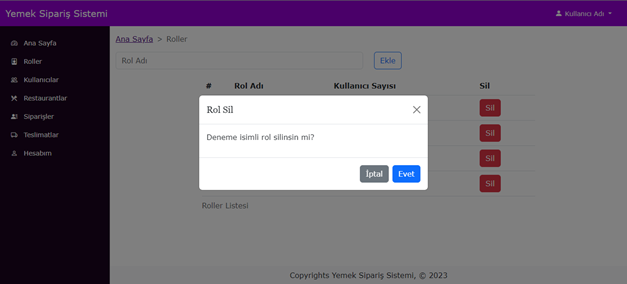 Yemek Sipariş Sistemi
Kullanıcı Adı
Ana Sayfa
Roller
Kullanıcılar
Restaurantlar
Siparişler
Teslimatlar
Hesabım
Ana Sayfa > Roller
Rol Adı
Ekle
# Rol Adı Kullanıcı Sayısı Sil
Sil
Sil
Sil
Sil
Roller Listesi
Rol Sil
Deneme isimli rol silinsin mi?
İptal Evet
Copyrights Yemek Sipariş Sistemi, © 2023